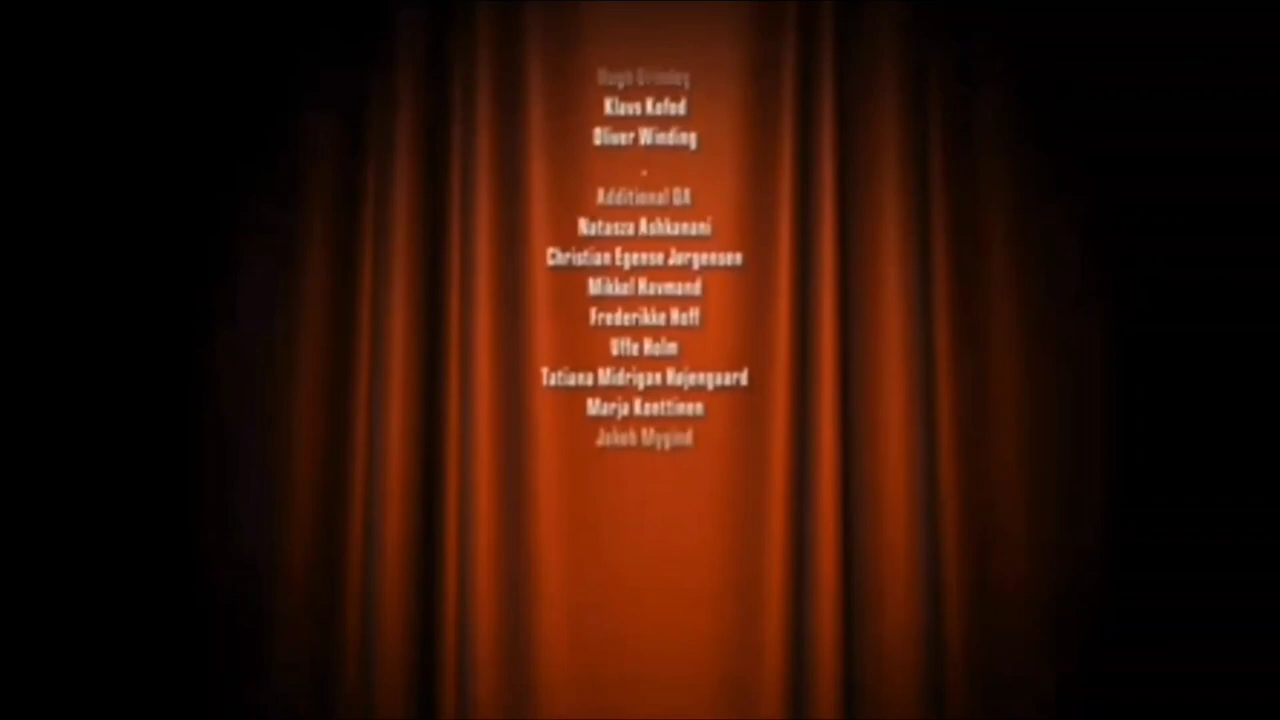 Klavs Kofod
Oliver Winding
.
Additional QA
Natasza Ashkanani
Christian Egense Jørgensen
Mikkel Havmand
Frederikke Hoff
Uffe Holm
Tatiana Midrigan Højengaard
Marja Konttinen
Jakob Mygind